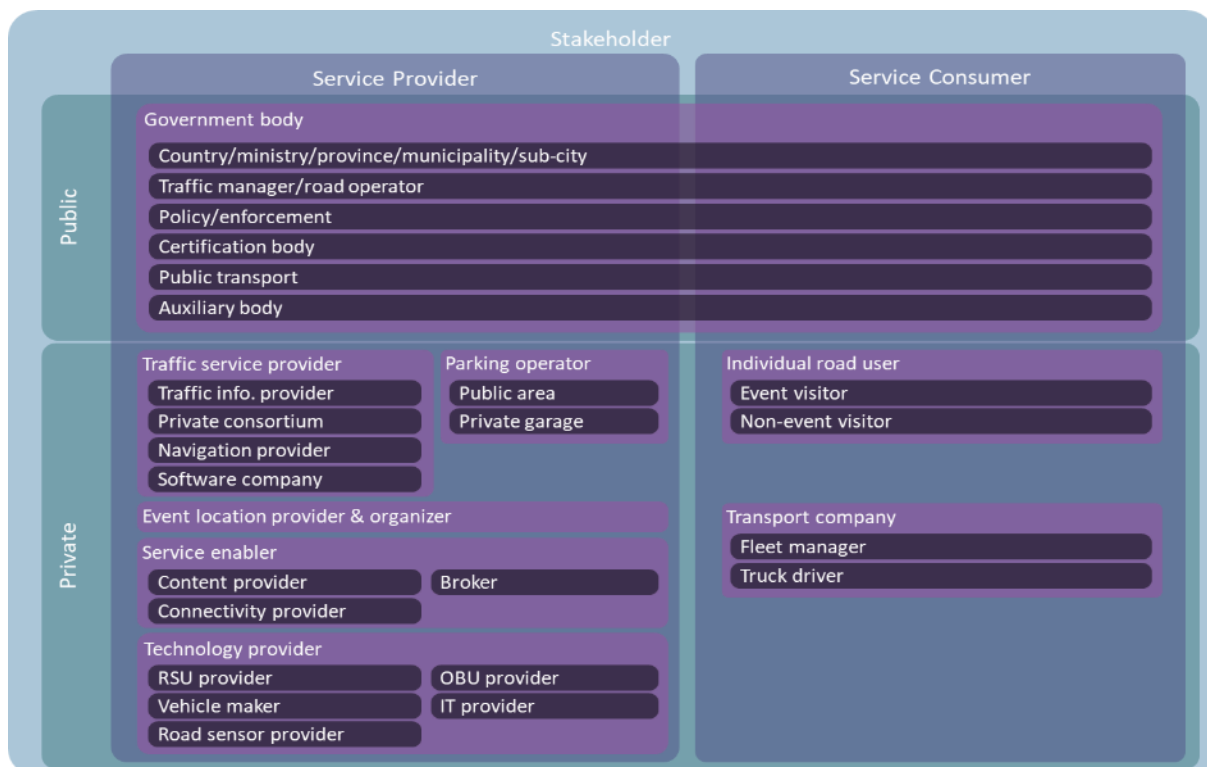 Stakeholder
Service Provider
Service Consumer
Public
Government body
Country/ministry/province/municipality/sub-city
Traffic manager/road operator
Policy/enforcement
Certification body
Public transport
Auxiliary body
Private
Traffic service provider
Traffic info. provider
Private consortium
Navigation provider
Software company
Parking operator
Public area
Private garage
Individual road user
Event visitor
Non-event visitor
Event location provider & organizer
Service enabler
Content provider
Broker
Connectivity provider
Transport company
Fleet manager
Truck driver
Technology provider
RSU provider
OBU provider
Vehicle maker
IT provider
Road sensor provider